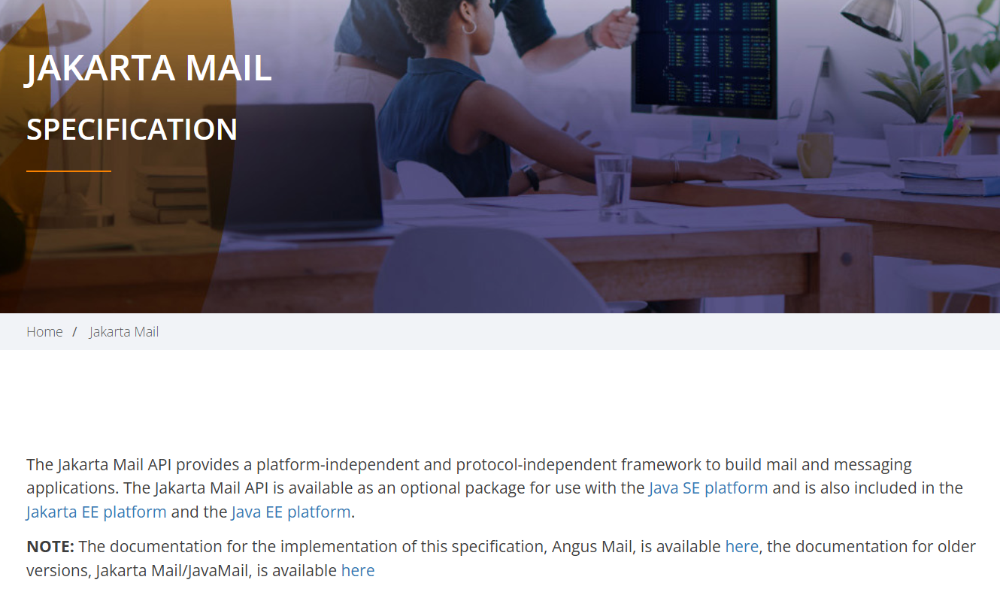 JAKARTA MAIL
SPECIFICATION
Home / Jakarta Mail
The Jakarta Mail API provides a platform-independent and protocol-independent framework to build mail and messaging
applications. The Jakarta Mail API is available as an optional package for use with the Java SE platform and is also included in the
Jakarta EE platform and the Java EE platform.
NOTE: The documentation for the implementation of this specification, Angus Mail, is available here, the documentation for older
versions, Jakarta Mail/JavaMail, is available here